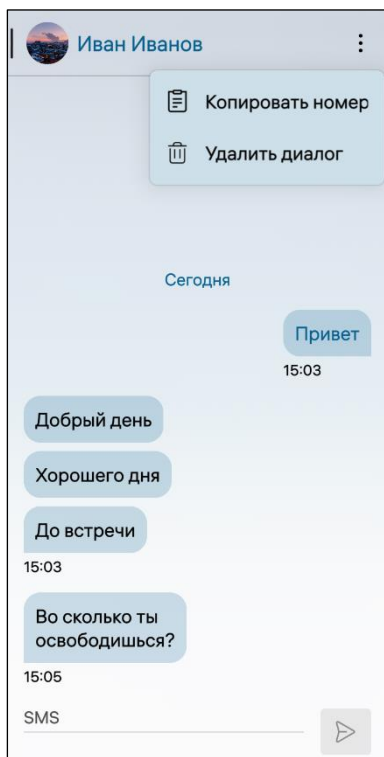 Иван Иванов
Копировать номер
Удалить диалог
Сегодня
Привет
15:03
Добрый день
Хорошего дня
До встречи
15:03
Во сколько ты
освободишься?
15:05
SMS